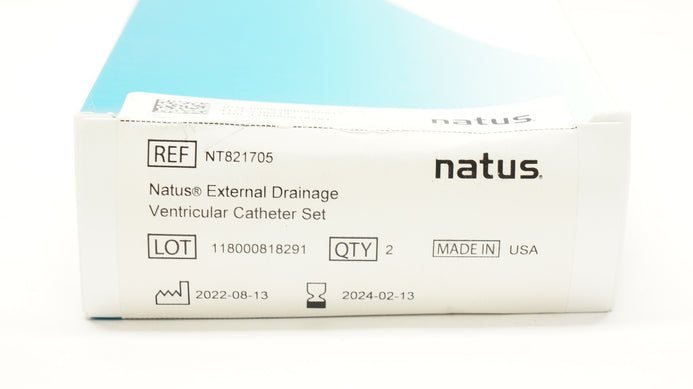 natus.
REF NT821705
natus.
Natus® External Drainage
Ventricular Catheter Set
LOT 118000818291 QTY 2 MADE IN USA
2022-08-13 2024-02-13